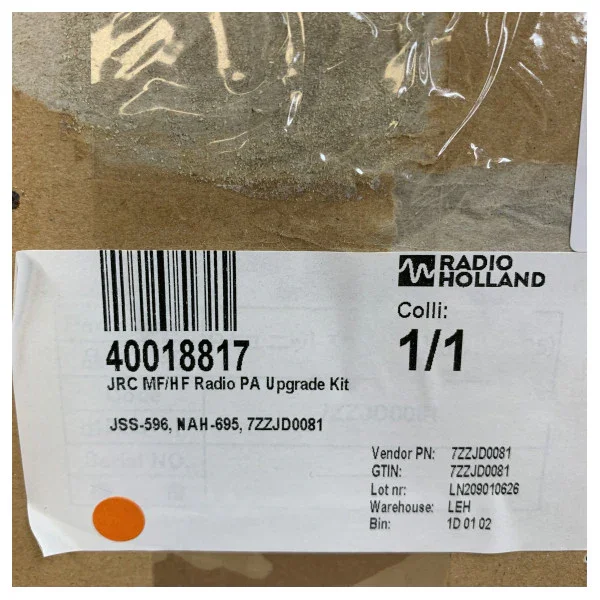 RADIO
HOLLAND
Colli:
1/1
40018817
JRC MF/HF Radio PA Upgrade Kit
JSS-596, NAH-695, 7ZZJD0081
Vendor PN: 7ZZJD0081
GTIN: 7ZZJD0081
Lot nr: LN209010626
Warehouse: LEH
Bin: 1D 01 02